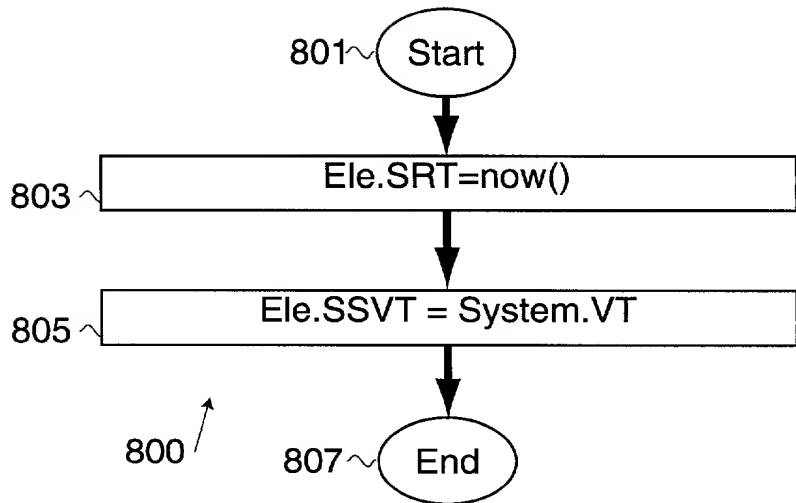 801 Start
Ele.SRT=now()
803
Ele.SSVT = System.VT
805
800
807 End